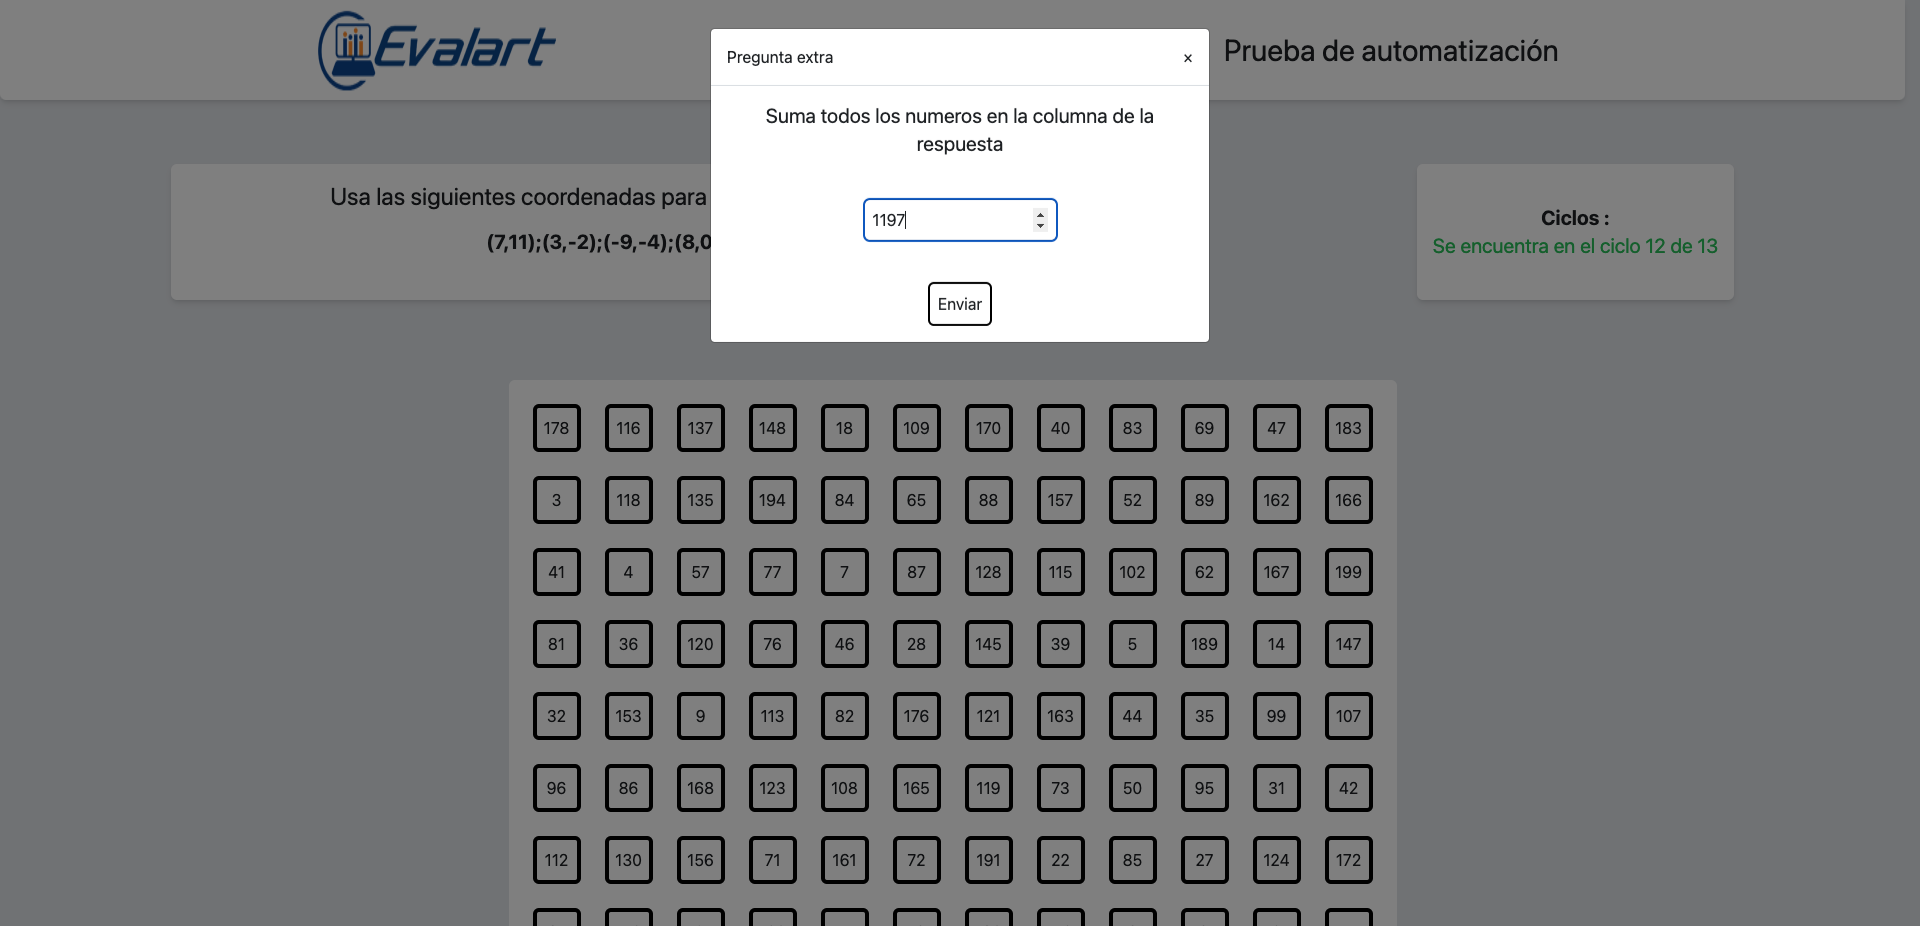 Evalart
Prueba de automatización
Pregunta extra
×
Suma todos los numeros en la columna de la
respuesta
1197
Enviar
Usa las siguientes coordenadas para
(7,11);(3,-2);(-9,-4);(8,0
Ciclos :
Se encuentra en el ciclo 12 de 13
178 116 137 148 18 109 170 40 83 69 47 183
3 118 135 194 84 65 88 157 52 89 162 166
41 4 57 77 7 87 128 115 102 62 167 199
81 36 120 76 46 28 145 39 5 189 14 147
32 153 9 113 82 176 121 163 44 35 99 107
96 86 168 123 108 165 119 73 50 95 31 42
112 130 156 71 161 72 191 22 85 27 124 172